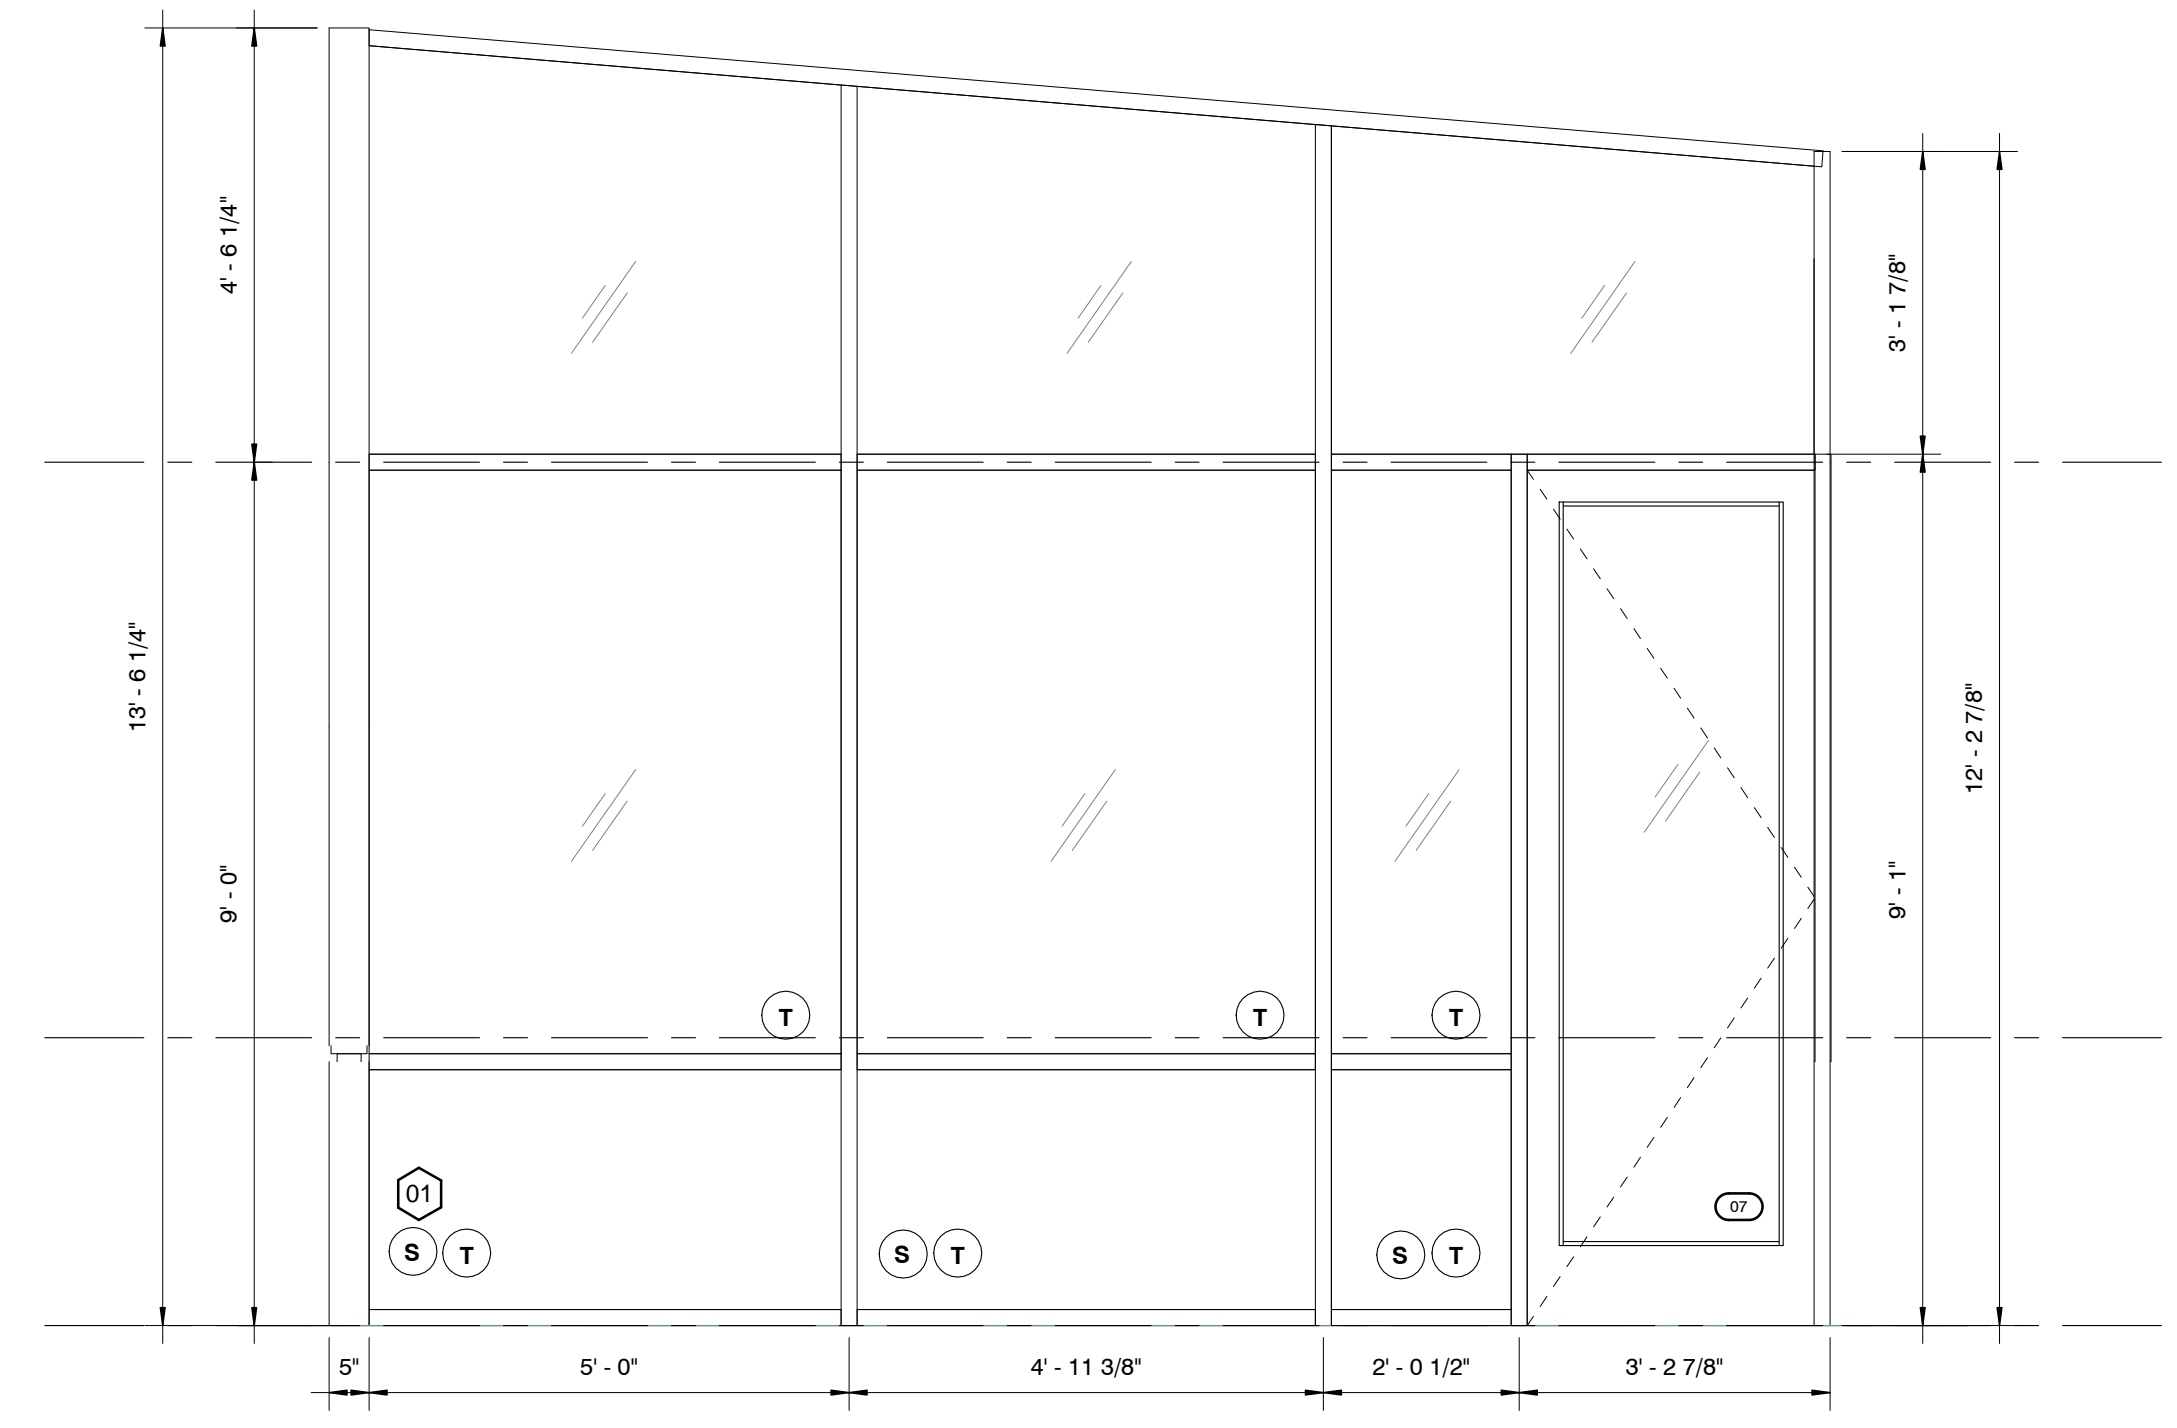 4' - 6 1/4"
3' - 1 7/8"
13' - 6 1/4"
12' - 2 7/8"
9' - 0"
9' - 1"
T
T
T
01
07
S T
S T
S T
5"
5' - 0"
4' - 11 3/8"
2' - 0 1/2"
3' - 2 7/8"